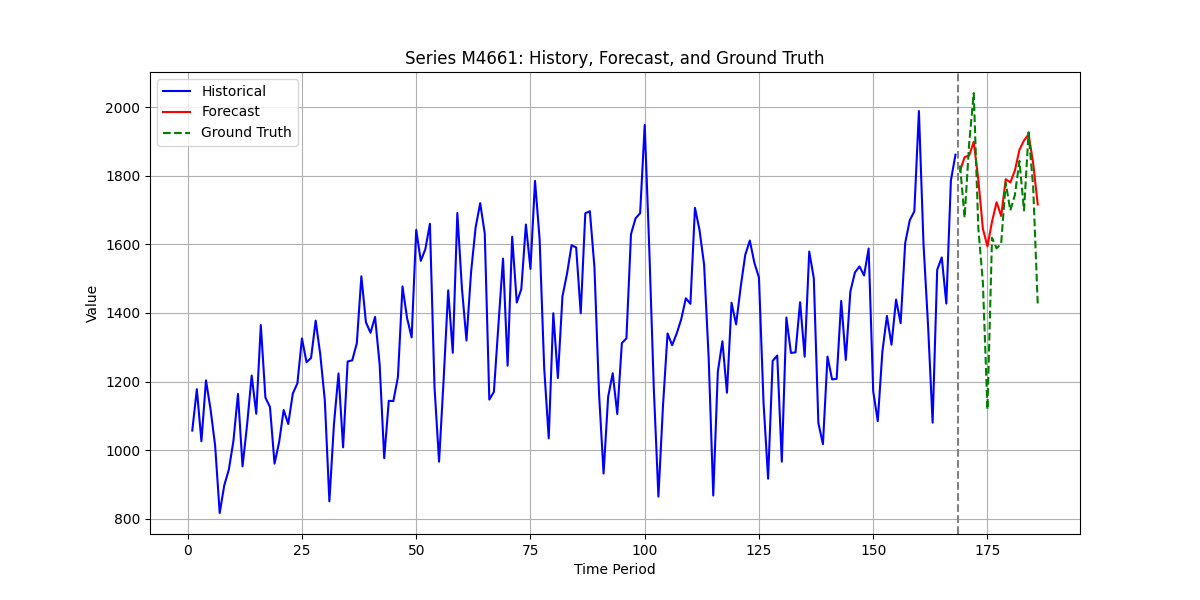 Series M4661: History, Forecast, and Ground Truth
Historical
Forecast
Ground Truth
Value
2000
1800
1600
1400
1200
1000
800
0 25 50 75 100 125 150 175
Time Period